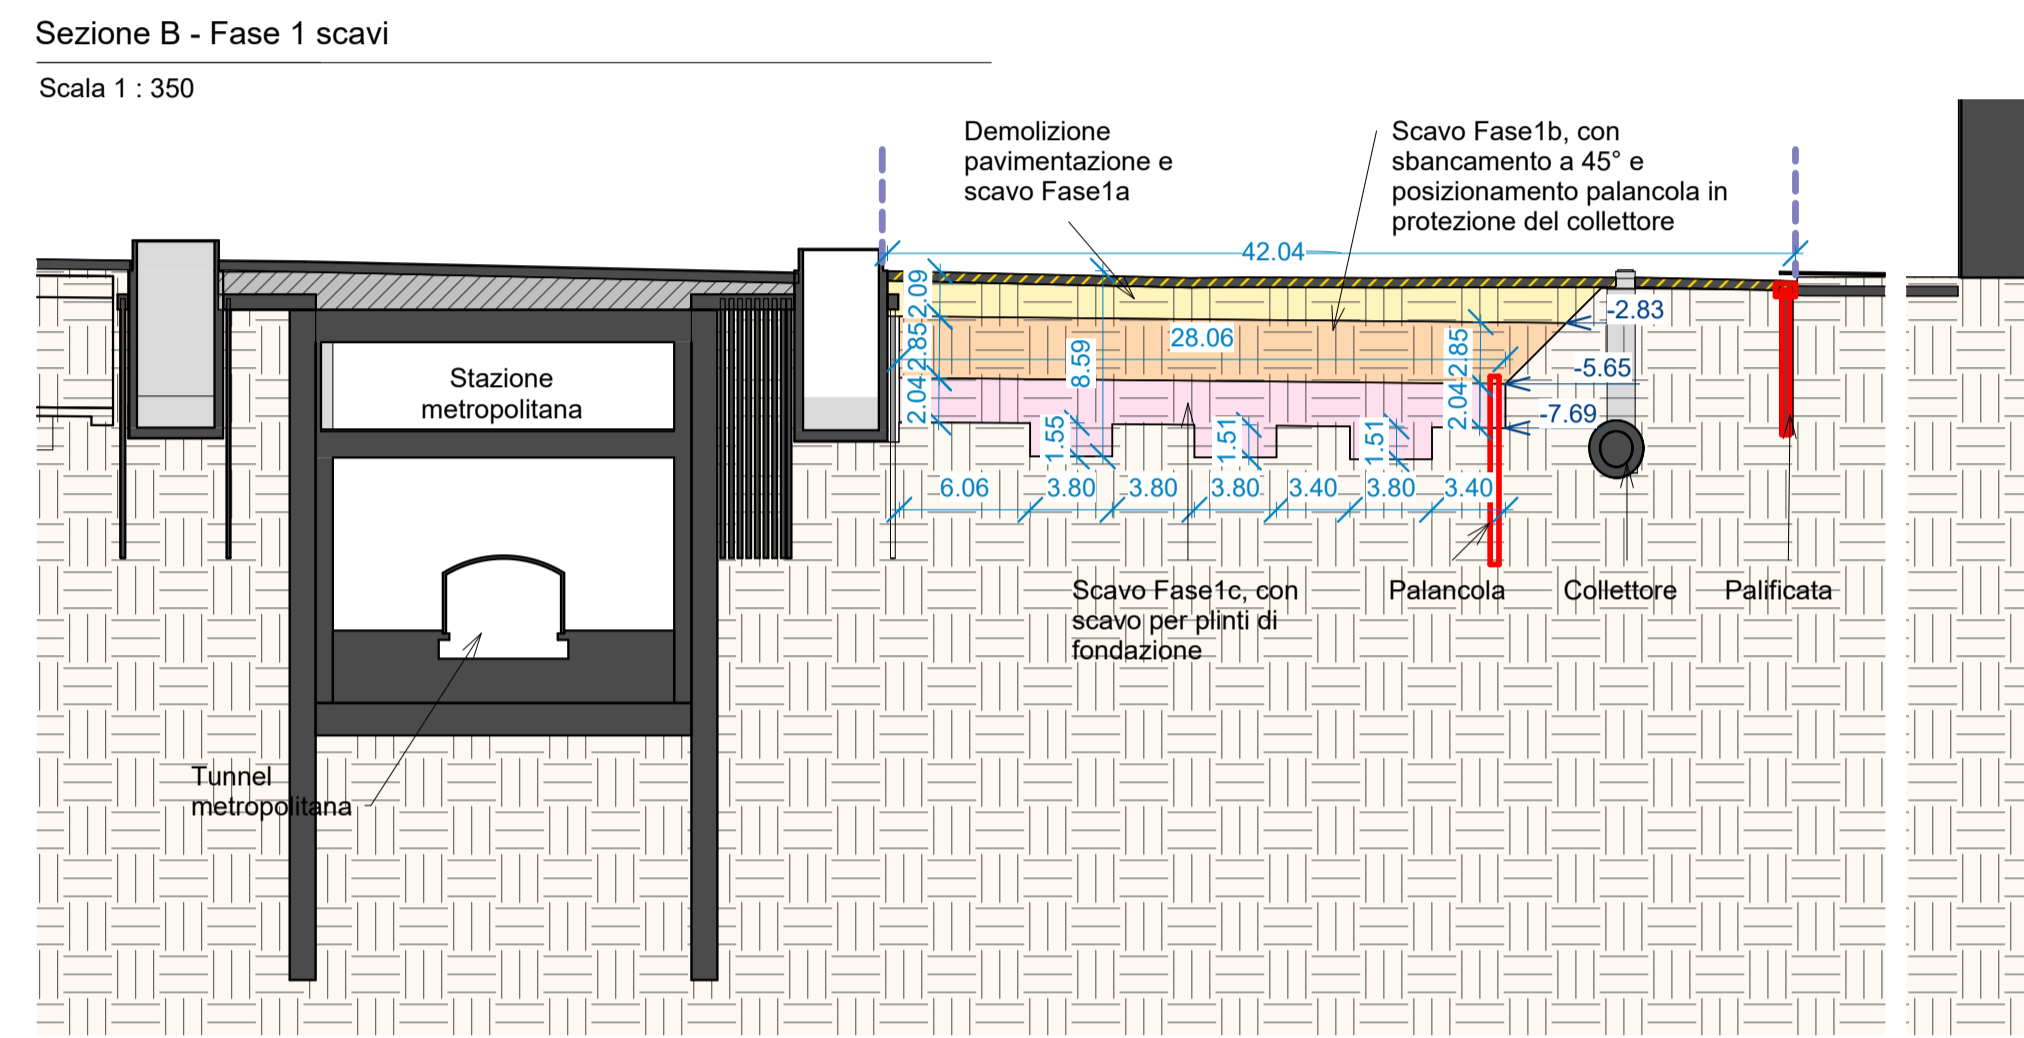 Sezione B - Fase 1 scavi
Scala 1 : 350
Demolizione
pavimentazione e
scavo Fase1a
Scavo Fase1b, con
sbancamento a 45° e
posizionamento palancola in
protezione del collettore
42.04
2.09
2.85
2.04
8.59
28.06
2.85
2.04
-2.83
-5.65
-7.69
1.55
1.51
1.51
6.06
3.80
3.80
3.80
3.40
3.80
3.40
Stazione
metropolitana
Scavo Fase1c, con
scavo per plinti di
fondazione
Palancola
Collettore
Palificata
Tunnel
metropolitana